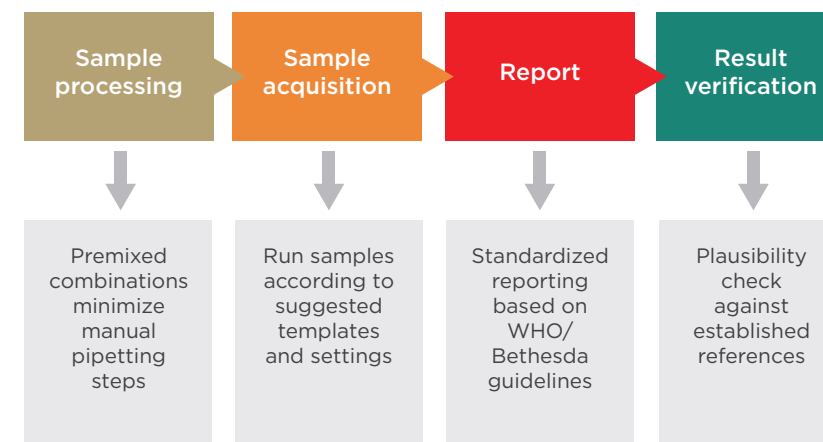 Sample
processing
Sample
acquisition
Report
Result
verification
Premixed
combinations
minimize
manual
pipetting
steps
Run samples
according to
suggested
templates
and settings
Standardized
reporting
based on
WHO/
Bethesda
guidelines
Plausibility
check
against
established
references